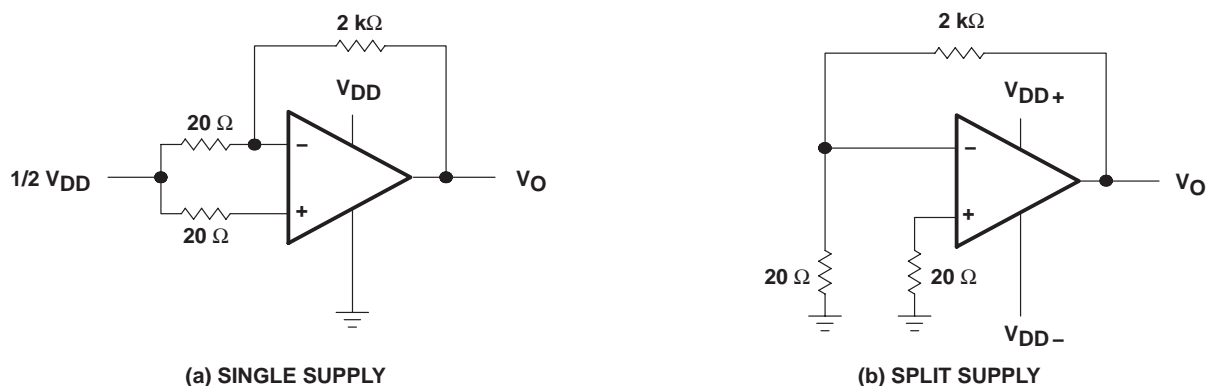 2 kΩ
VDD
20 Ω
−
1/2 VDD
VO
+
20 Ω
(a) SINGLE SUPPLY
2 kΩ
VDD+
−
VO
+
20 Ω
20 Ω
VDD−
(b) SPLIT SUPPLY